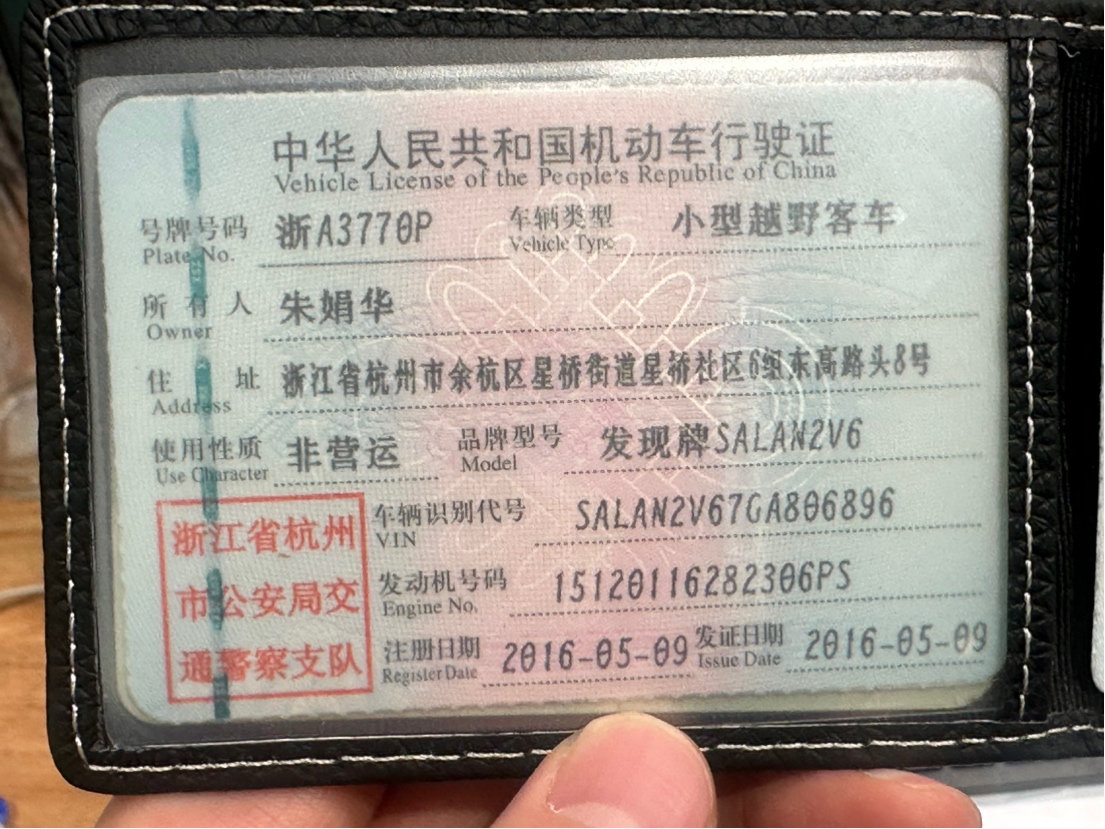 中华人民共和国机动车行驶证
Vehicle License of the People's Republic of China
号牌号码 浙A3770P 车辆类型 小型越野客车
Plate No. Vehicle Type
所有人 朱娟华
Owner
住址 浙江省杭州市余杭区星桥街道星桥社区6组东高路头8号
Address
使用性质 非营运 品牌型号 发现牌SALAN2V6
Use Character Model
浙江省杭州
市公安局交
通警察支队
车辆识别代号 SALAN2V67GA806896
VIN
发动机号码 15120116282306PS
Engine No.
注册日期 2016-05-09 发证日期 2016-05-09
Register Date Issue Date